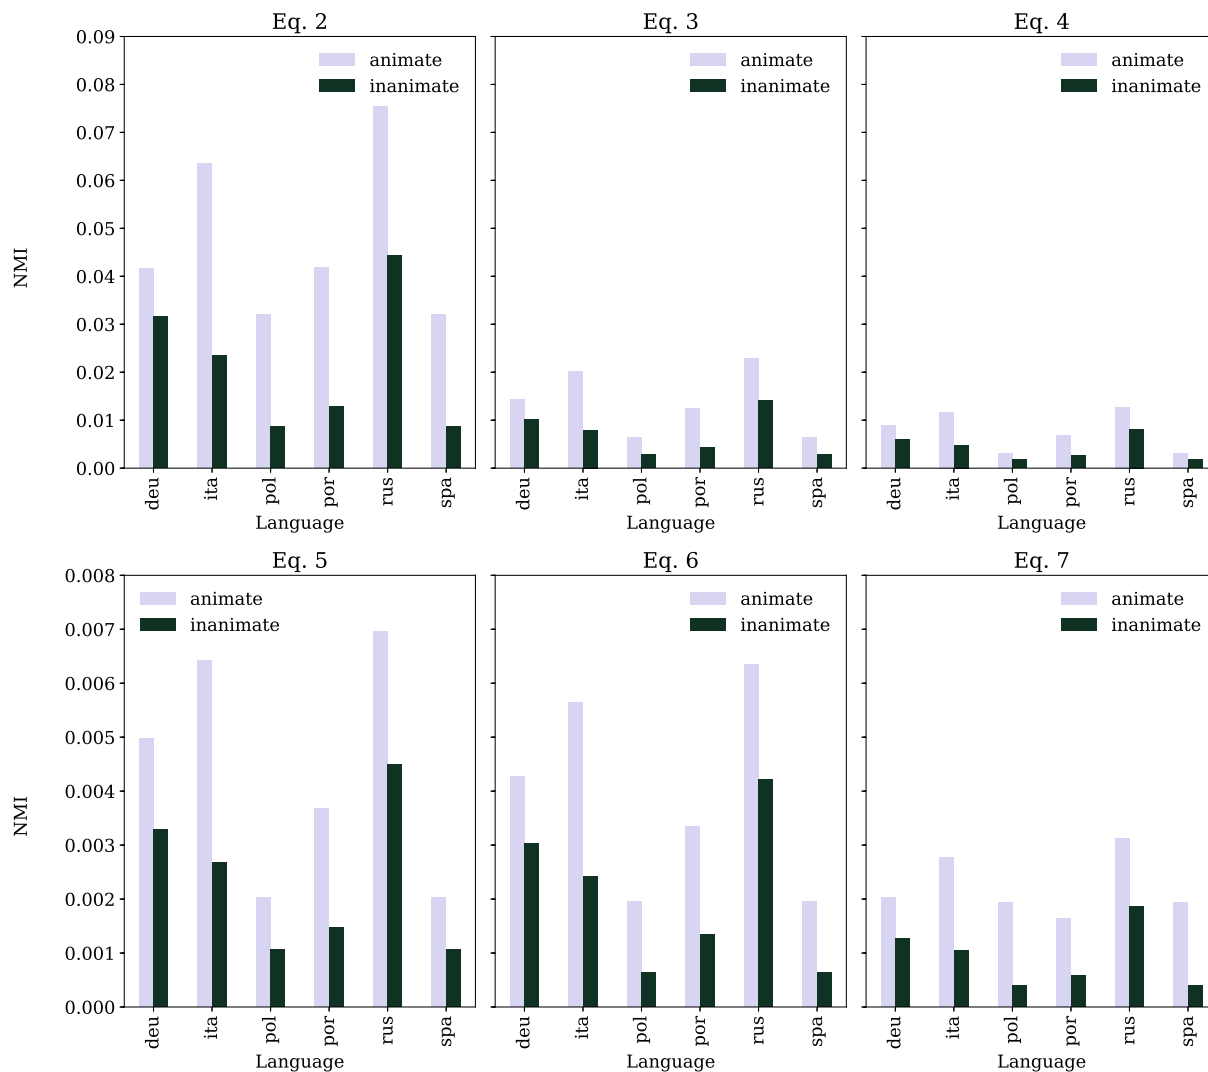 Eq. 2
Eq. 3
Eq. 4
NMI
0.09
0.08
0.07
0.06
0.05
0.04
0.03
0.02
0.01
0.00
animate
inanimate
animate
inanimate
animate
inanimate
deu
ita
pol
por
rus
spa
deu
ita
pol
por
rus
spa
deu
ita
pol
por
rus
spa
Language
Language
Language
Eq. 5
Eq. 6
Eq. 7
NMI
0.008
0.007
0.006
0.005
0.004
0.003
0.002
0.001
0.000
animate
inanimate
animate
inanimate
animate
inanimate
deu
ita
pol
por
rus
spa
deu
ita
pol
por
rus
spa
deu
ita
pol
por
rus
spa
Language
Language
Language